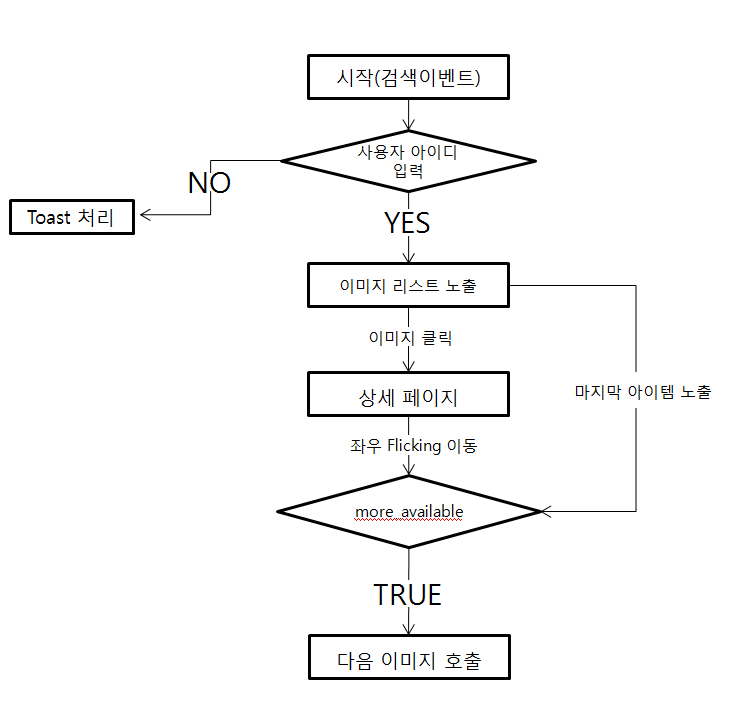 시작(검색이벤트)
사용자 아이디
입력
NO
Toast 처리
YES
이미지 리스트 노출
이미지 클릭
마지막 아이템 노출
상세 페이지
좌우 Flicking 이동
more_available
TRUE
다음 이미지 호출